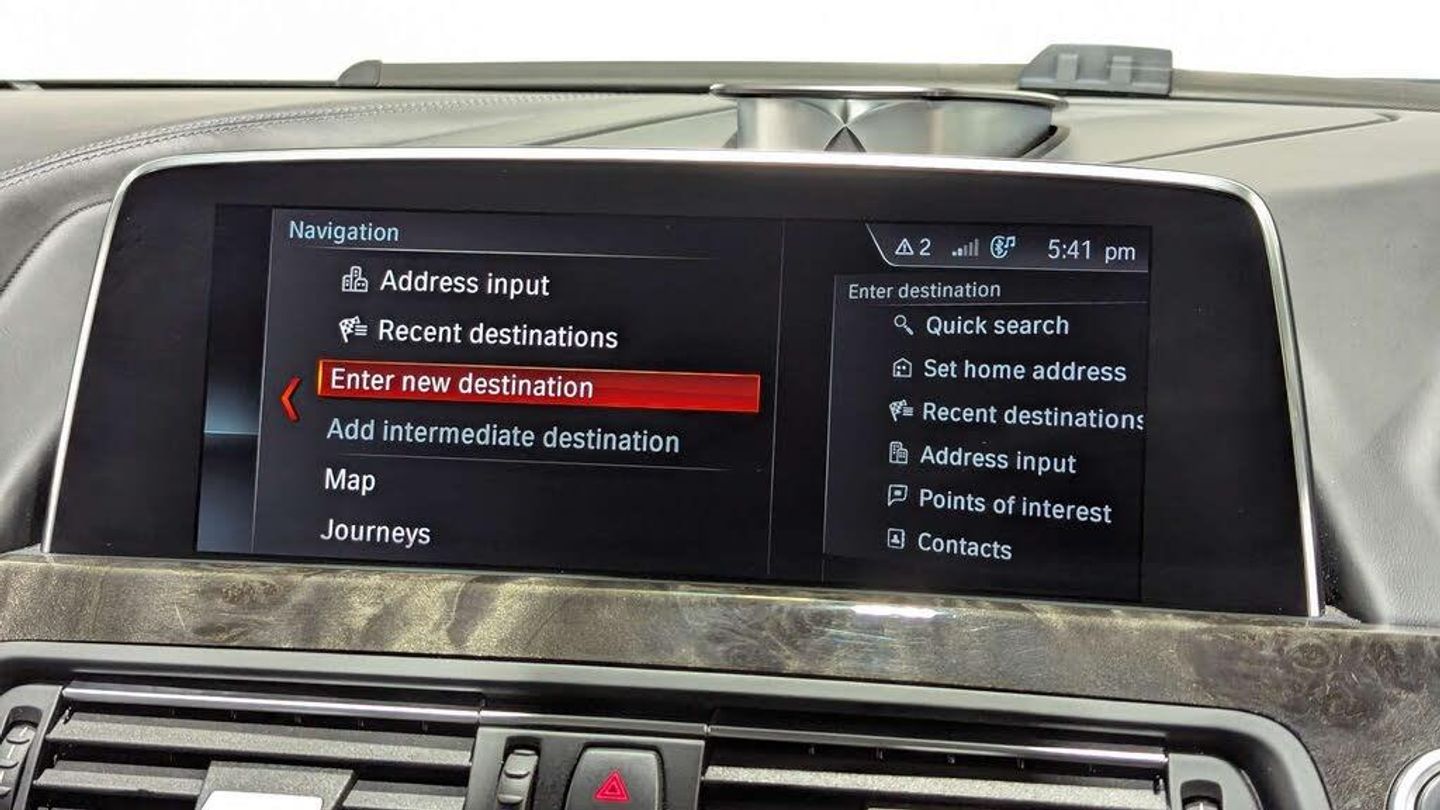 Navigation
Address input
Recent destinations
Enter new destination
Add intermediate destination
Map
Journeys
2 5:41 pm
Enter destination
Quick search
Set home address
Recent destinations
Address input
Points of interest
Contacts